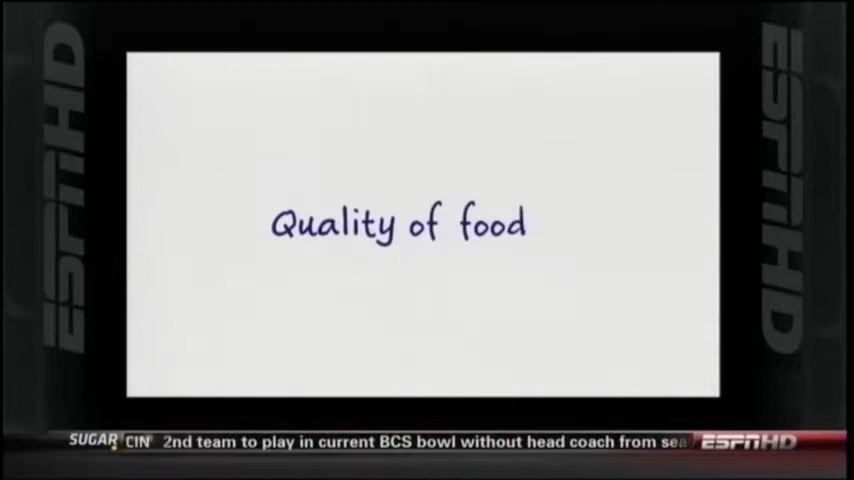 ESPNHD
ESPNHD
Quality of food
SUGAR CIN 2nd team to play in current BCS bowl without head coach from sea
ESPNHD